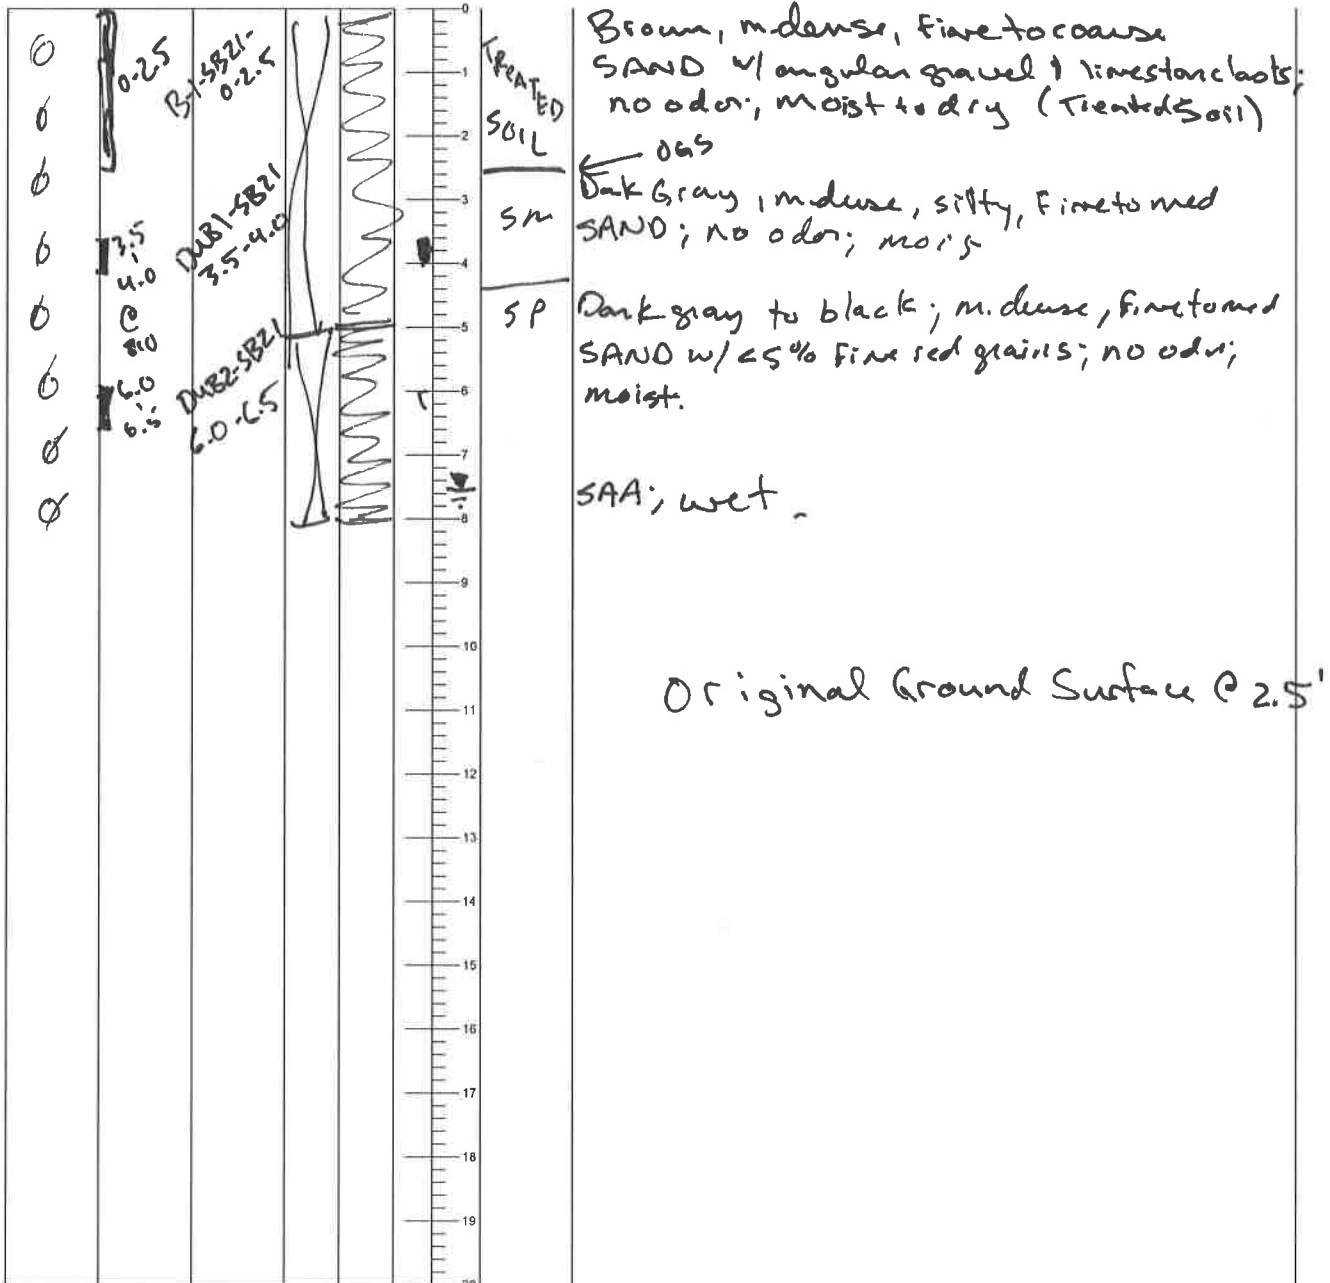 0
0
0
0
0
0
0
0
0-2.5
3.5
4.0
@
810
6.0
6.5
B-1-SB21-
0-2.5
DUB1-SB21
3.5-4.0
DUB2-SB21
6.0-6.5
0
1
2
3
4
5
6
7
8
9
10
11
12
13
14
15
16
17
18
19
TREATED
SOIL
SM
SP
Brown, m.dense, fine to coarse
SAND w/ angular gravel & limestone clasts;
no odor; moist to dry (Treated Soil)
OGS
Dark Gray, m.dense, silty, Fine to med
SAND; no odor; mois
Dark gray to black; m.dense, fine to med
SAND w/ <5% fine red grains; no odor;
moist.
SAA; wet
Original Ground Surface @ 2.5'